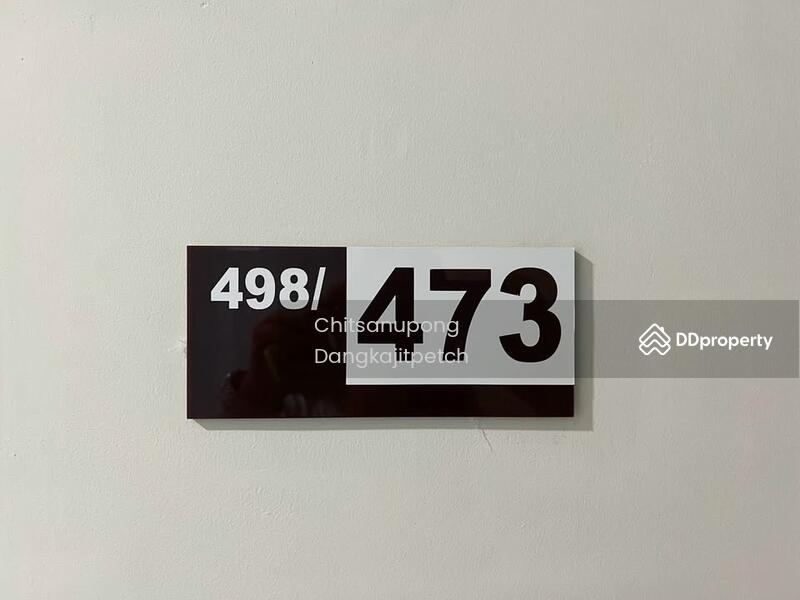 498/ 473
Chitsanupong
Dangkajitpetch
DDproperty